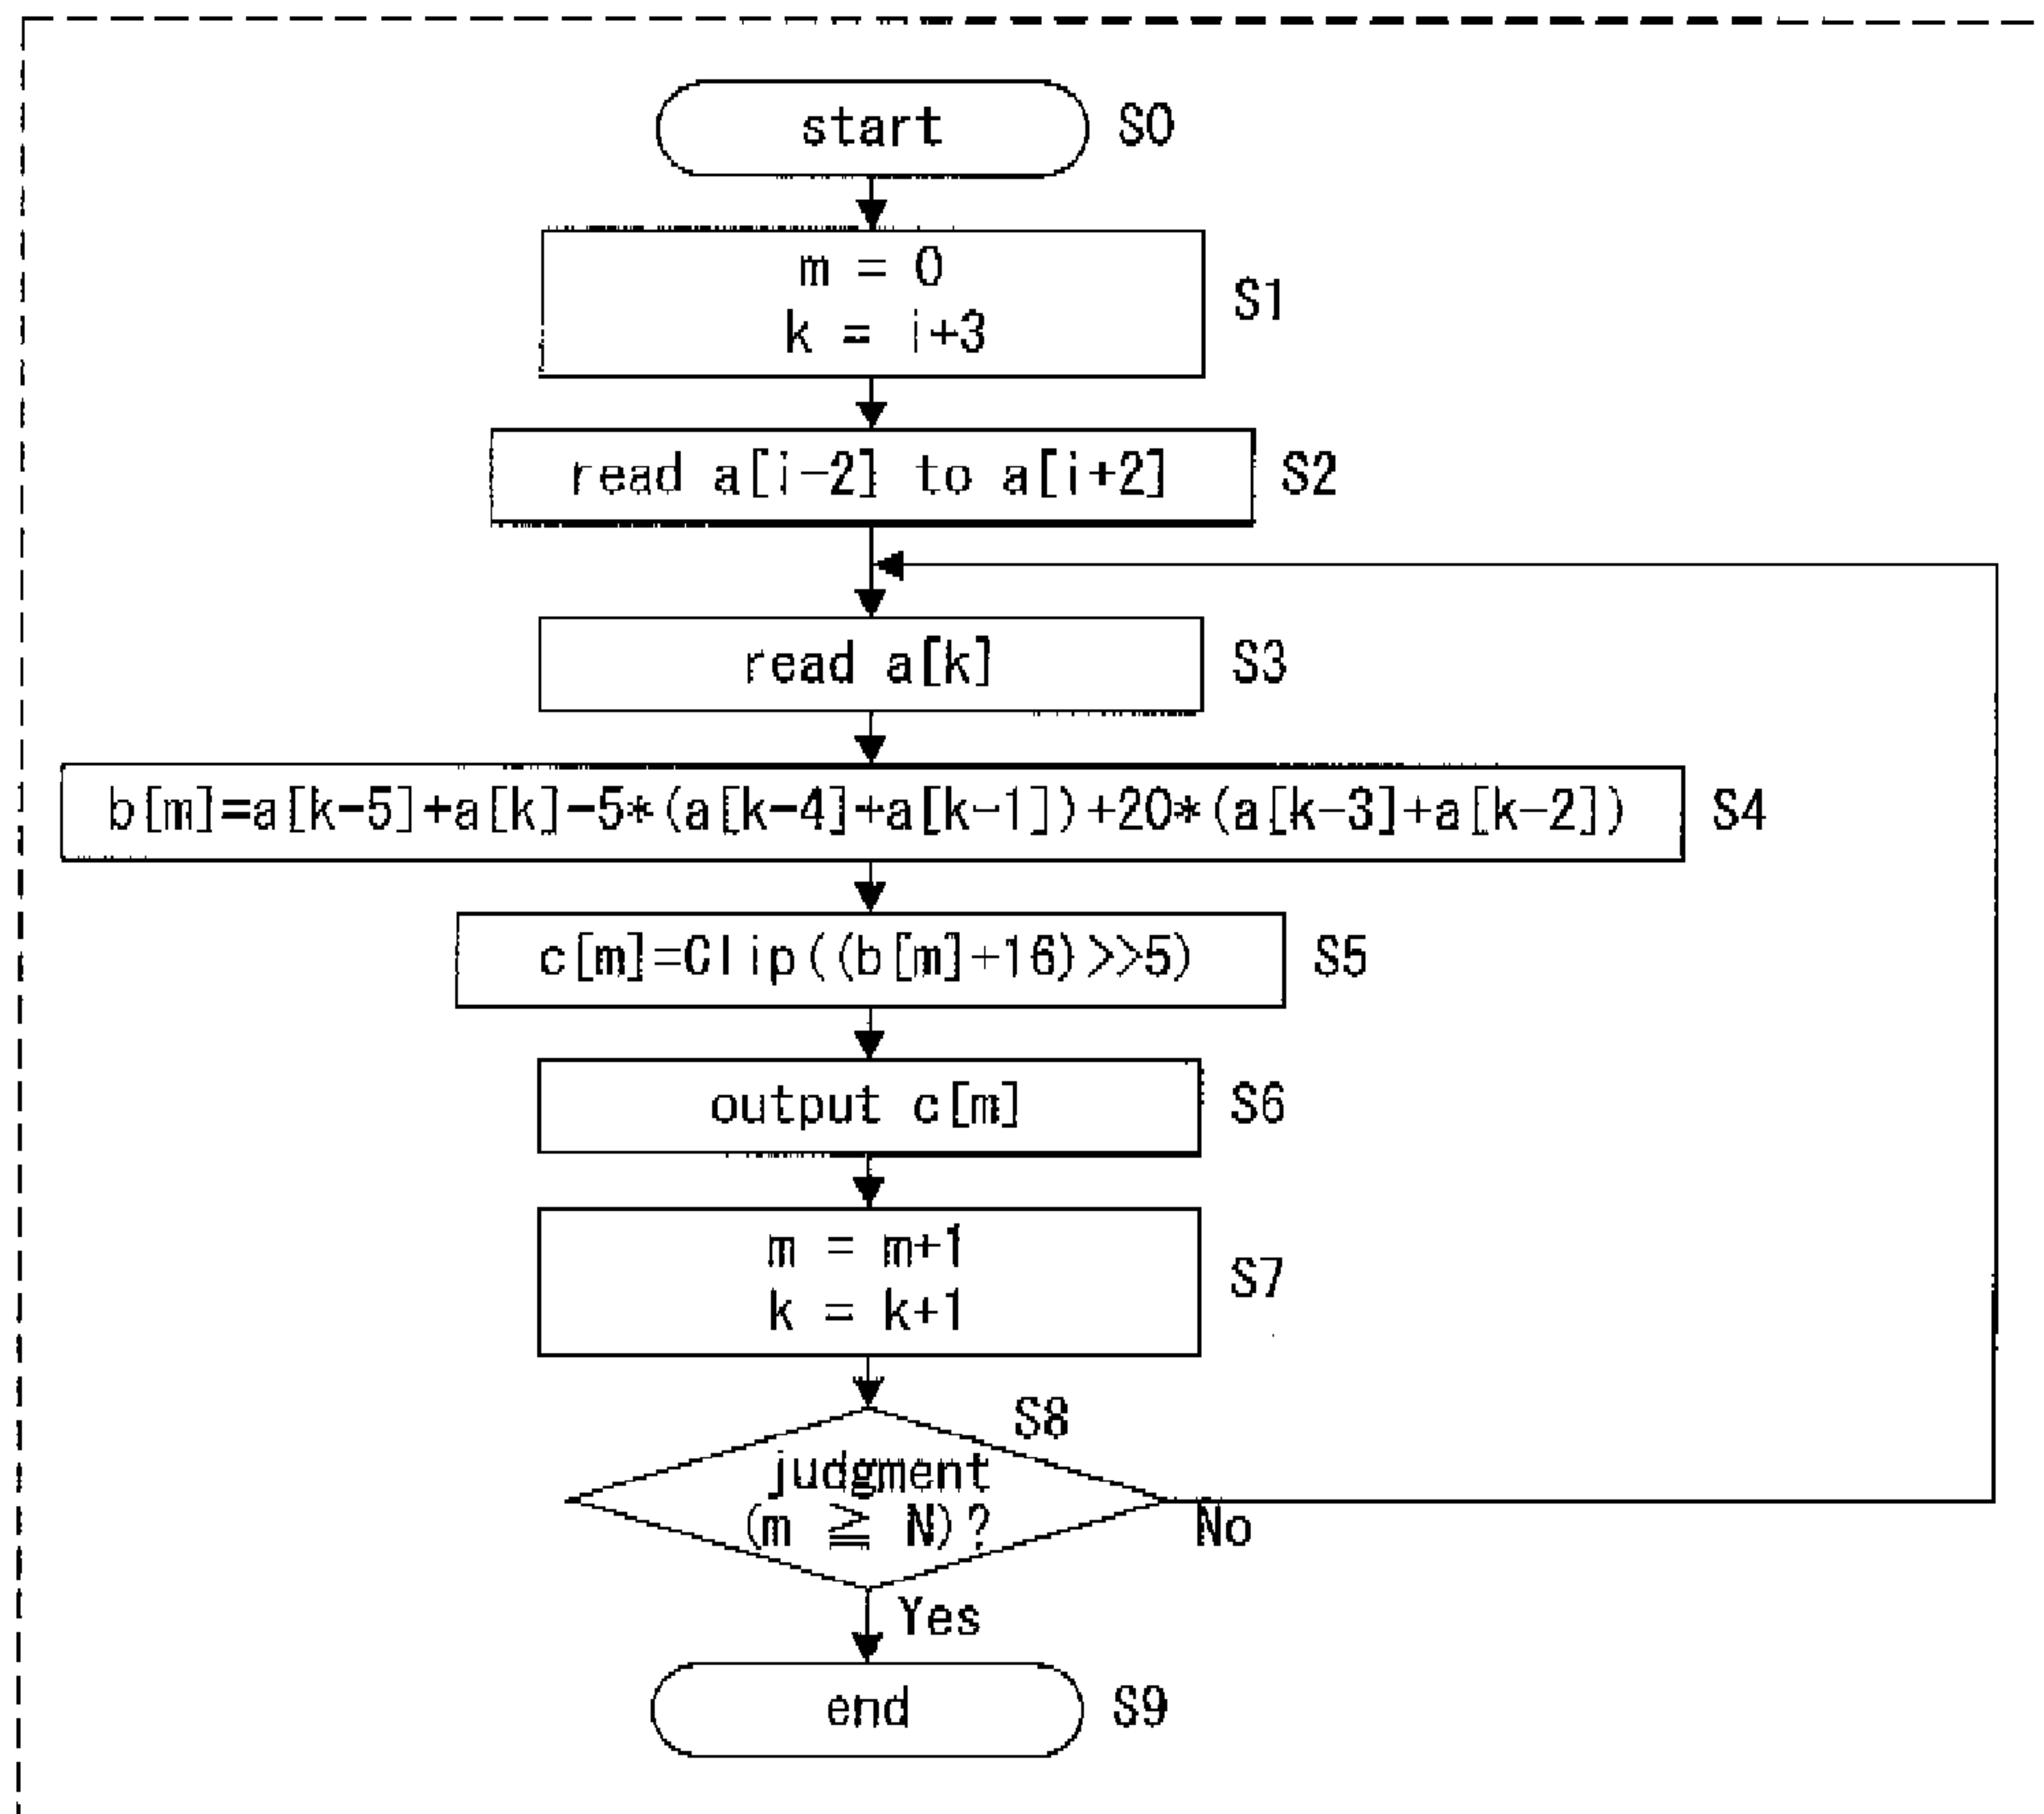 start S0
m = 0
k = i+3
S1
read a[i-2] to a[i+2] S2
read a[k] S3
b[m]=a[k-5]+a[k]-5*(a[k-4]+a[k-1])+20*(a[k-3]+a[k-2]) S4
c[m]=Clip((b[m]+16)>>5) S5
output c[m] S6
m = m+1
k = k+1
S7
S8
judgment
(m ≧ N)?
No
Yes
end S9